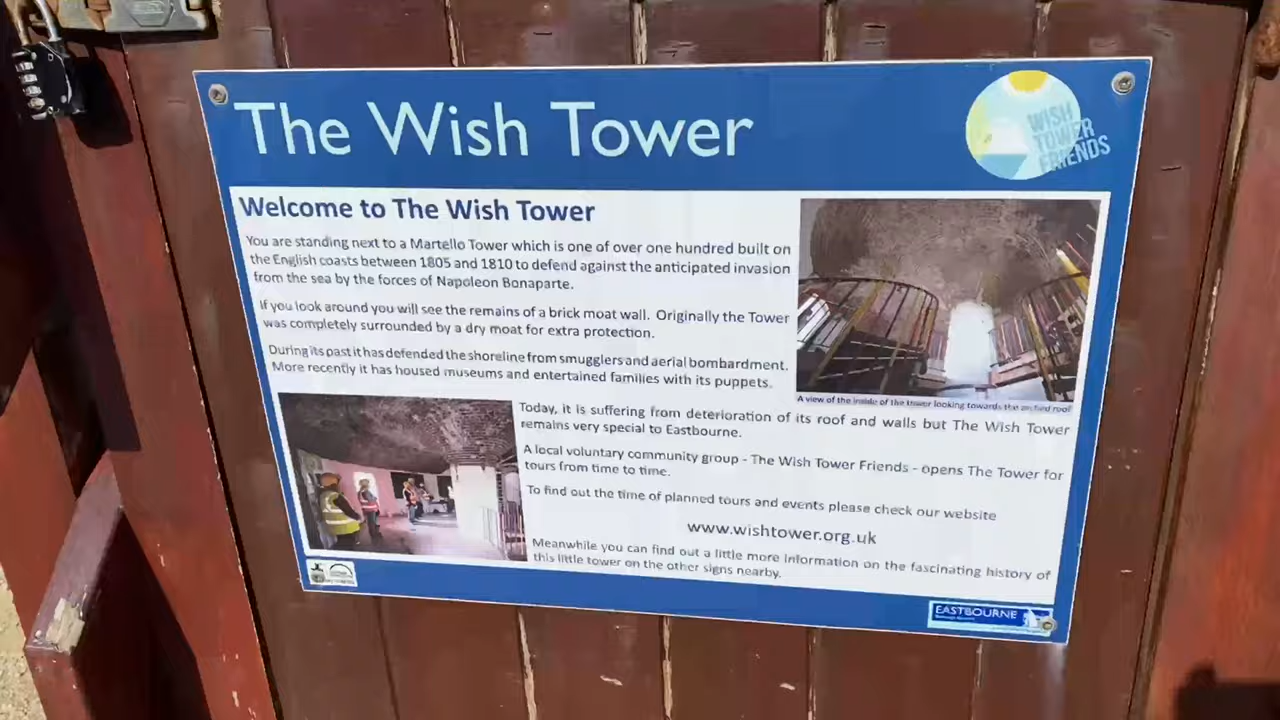 The Wish Tower
WISH
TOWER
FRIENDS
Welcome to The Wish Tower
You are standing next to a Martello Tower which is one of over one hundred built on
the English coasts between 1805 and 1810 to defend against the anticipated invasion
from the sea by the forces of Napoleon Bonaparte.
If you look around you will see the remains of a brick moat wall. Originally the Tower
was completely surrounded by a dry moat for extra protection.
During its past it has defended the shoreline from smugglers and aerial bombardment.
More recently it has housed museums and entertained families with its puppets.
A view of the inside of the tower looking towards the arched roof
Today, it is suffering from deterioration of its roof and walls but The Wish Tower
remains very special to Eastbourne.
A local voluntary community group - The Wish Tower Friends - opens The Tower for
tours from time to time.
To find out the time of planned tours and events please check our website
www.wishtower.org.uk
Meanwhile you can find out a little more information on the fascinating history of
this little tower on the other signs nearby.
EASTBOURNE